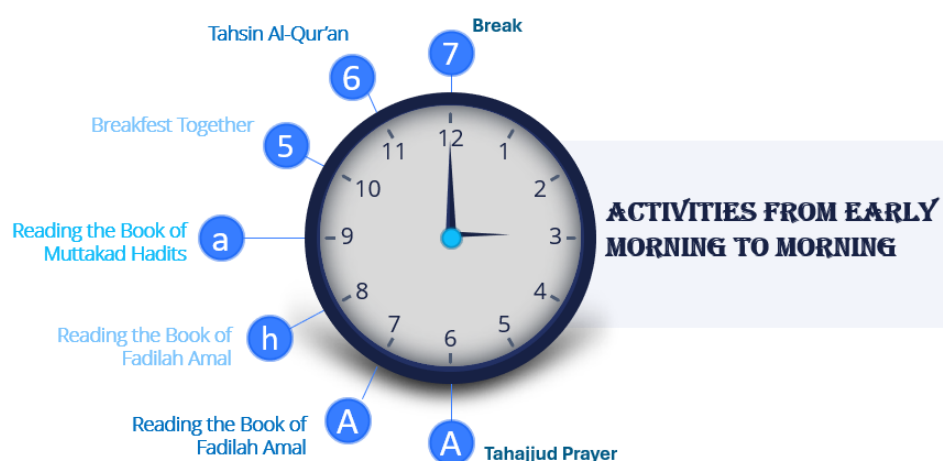 Break
7
Tahsin Al-Qur'an
6
Breakfest Together
5
Reading the Book of
Muttakad Hadits
a
Reading the Book of
Fadilah Amal
h
Reading the Book of
Fadilah Amal
A
A
Tahajjud Prayer
12
1
2
3
4
5
6
7
8
9
10
11
ACTIVITIES FROM EARLY
MORNING TO MORNING